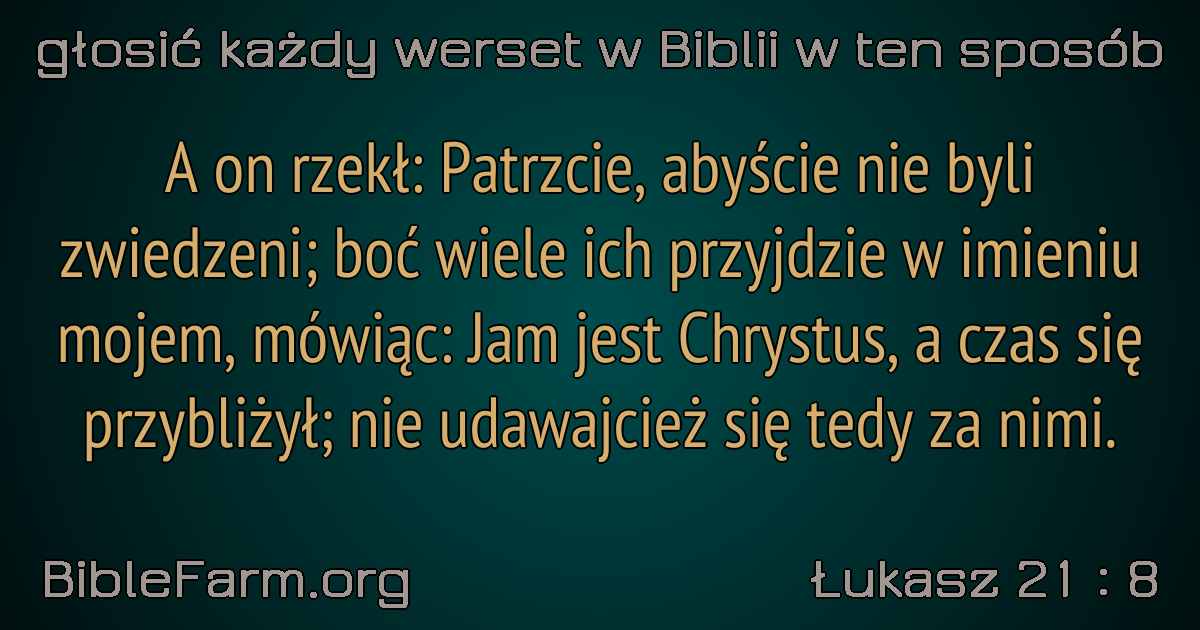 głosić każdy werset w Biblii w ten sposób
A on rzekł: Patrzcie, abyście nie byli
zwiedzeni; boć wiele ich przyjdzie w imieniu
mojem, mówiąc: Jam jest Chrystus, a czas się
przybliżył; nie udawajcież się tedy za nimi.
BibleFarm.org
Łukasz 21 : 8